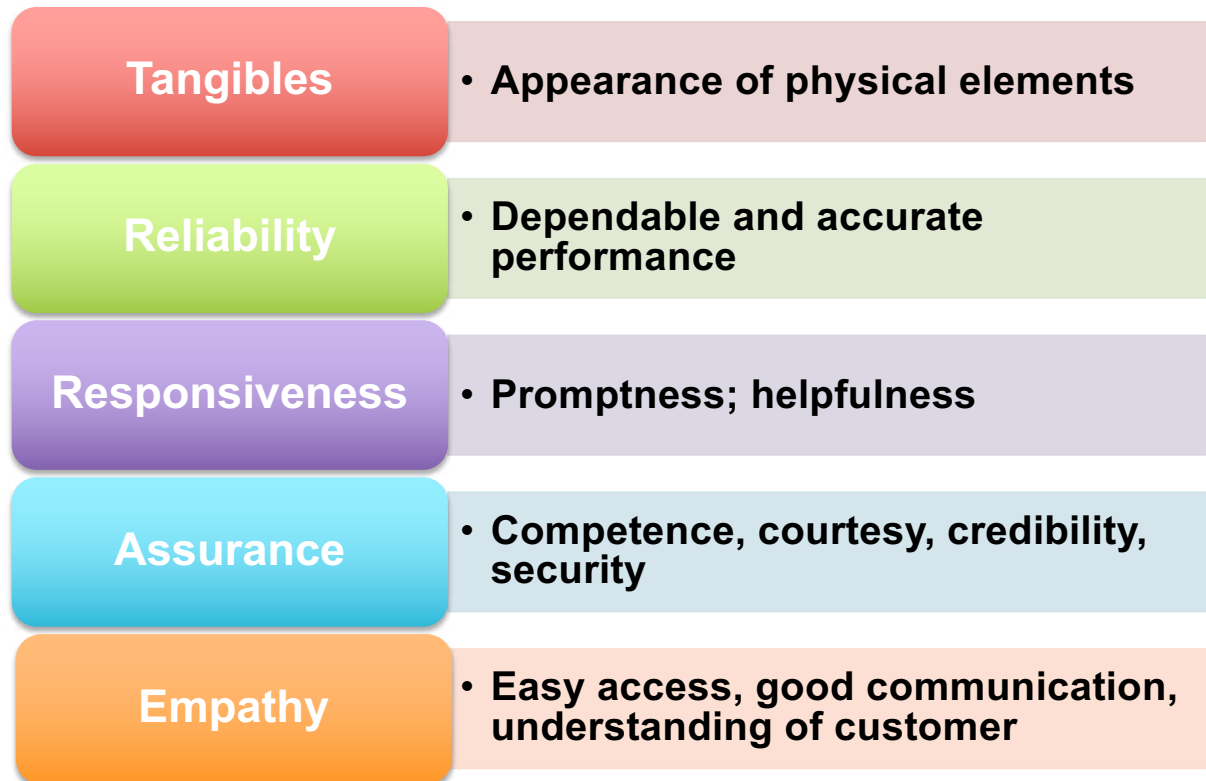 Tangibles
• Appearance of physical elements
Reliability
• Dependable and accurate
performance
Responsiveness
• Promptness; helpfulness
Assurance
• Competence, courtesy, credibility,
security
Empathy
• Easy access, good communication,
understanding of customer